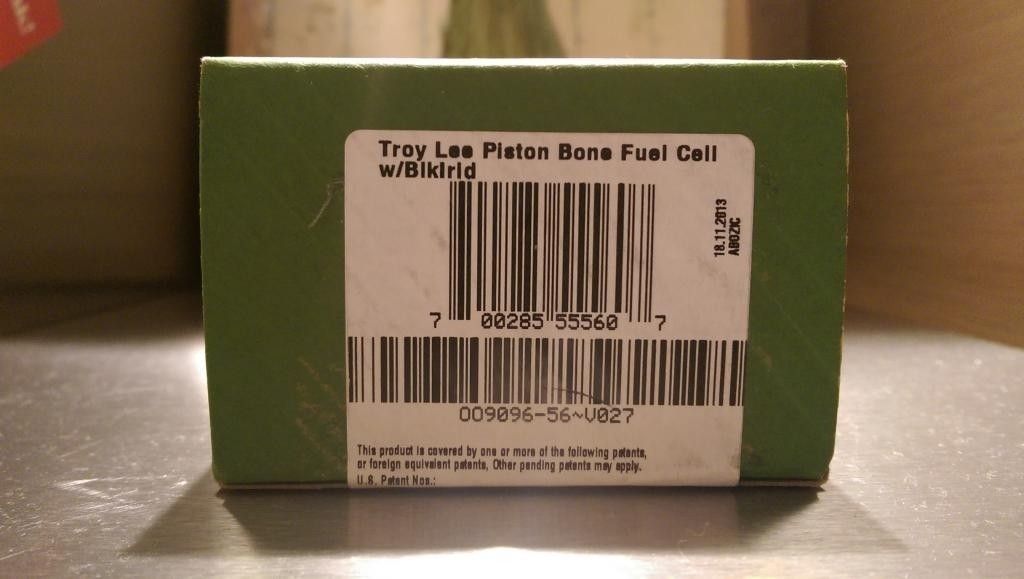 Troy Lee Piston Bone Fuel Cell
w/Blkirid
18.11.2013
ABOZIC
7 00285 55560 7
OO9096-56~V027
This product is covered by one or more of the following patents,
or foreign equivalent patents, Other pending patents may apply.
U.S. Patent Nos.: